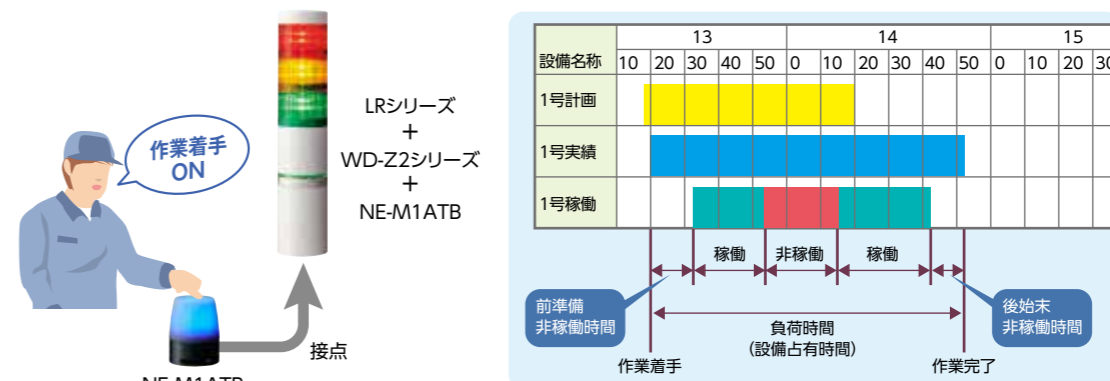 作業着手
ON
LRシリーズ
+
WD-Z2シリーズ
+
NE-M1ATB
接点
NE-M1ATB
設備名称
13
14
15
10 20 30 40 50 0 10 20 30 40 50 0 10 20 30
1号計画
1号実績
1号稼働
稼働
非稼働
稼働
前準備
非稼働時間
後始末
非稼働時間
負荷時間
(設備占有時間)
作業着手
作業完了